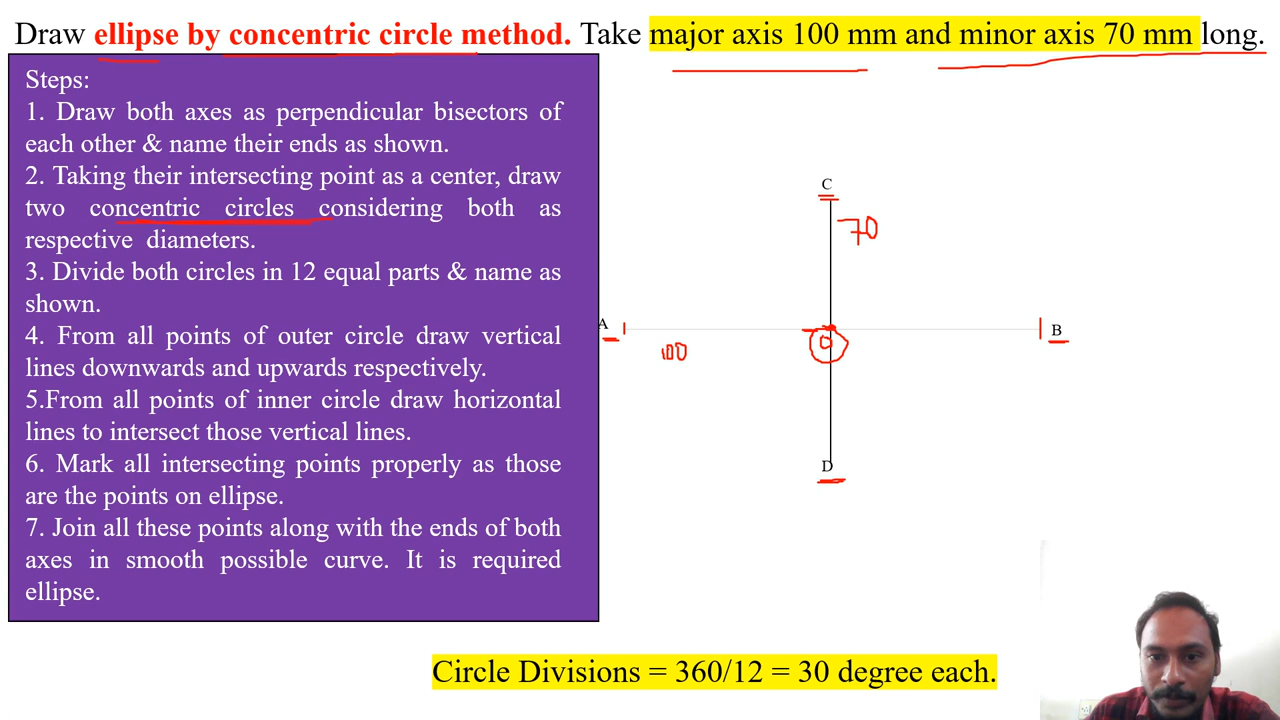 Draw ellipse by concentric circle method. Take major axis 100 mm and minor axis 70 mm long.
Steps:
1. Draw both axes as perpendicular bisectors of
each other & name their ends as shown.
2. Taking their intersecting point as a center, draw
two concentric circles considering both as
respective diameters.
3. Divide both circles in 12 equal parts & name as
shown.
4. From all points of outer circle draw vertical
lines downwards and upwards respectively.
5.From all points of inner circle draw horizontal
lines to intersect those vertical lines.
6. Mark all intersecting points properly as those
are the points on ellipse.
7. Join all these points along with the ends of both
axes in smooth possible curve. It is required
ellipse.
C
70
A
B
O
100
D
Circle Divisions = 360/12 = 30 degree each.